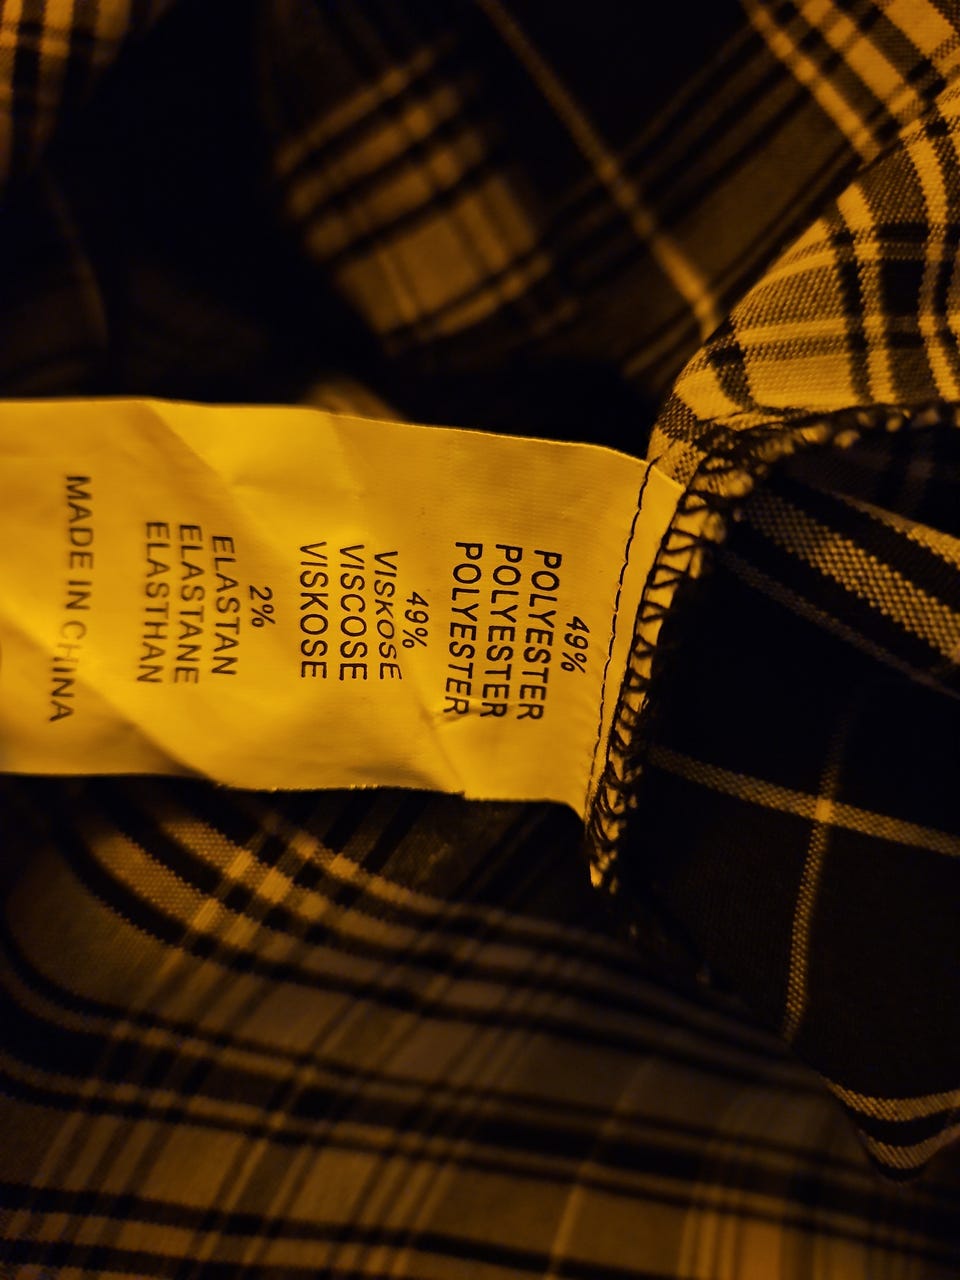 49%
POLYESTER
POLYESTER
POLYESTER
49%
VISKOSE
VISCOSE
VISKOSE
2%
ELASTAN
ELASTANE
ELASTHAN
MADE IN CHINA